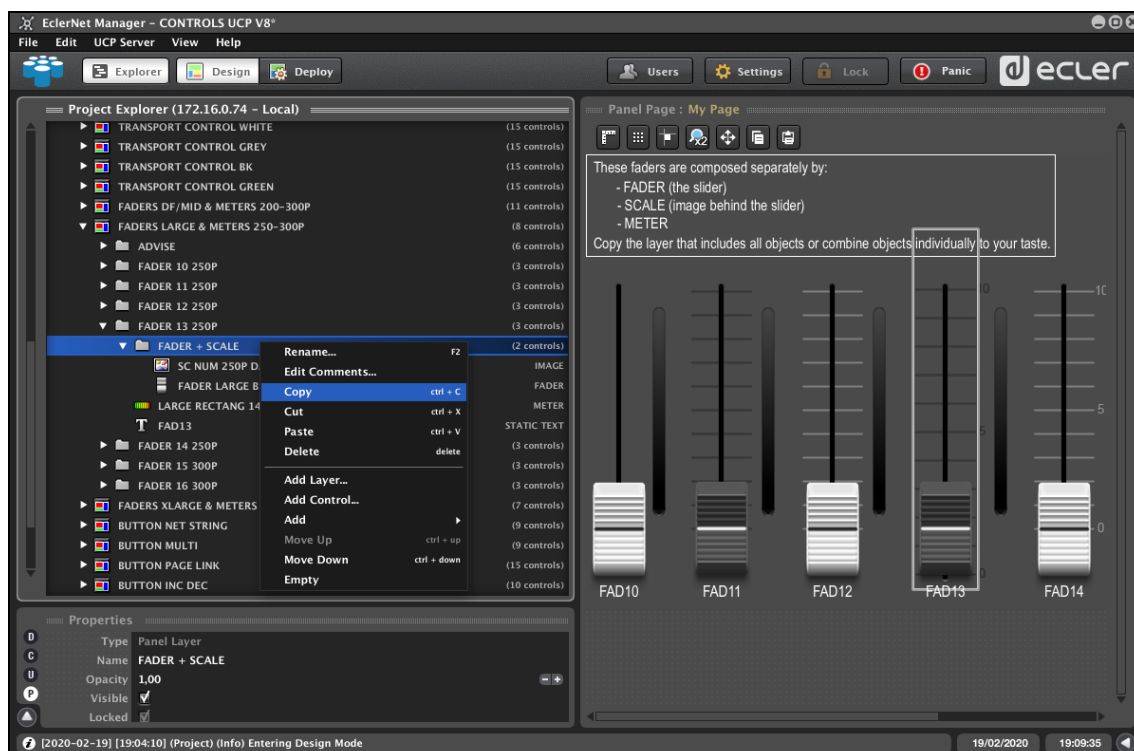 EclerNet Manager - CONTROLS UCP V8*
File Edit UCP Server View Help
Explorer Design Deploy Users Settings Lock Panic ecler
Project Explorer (172.16.0.74 - Local)
TRANSPORT CONTROL WHITE (15 controls)
TRANSPORT CONTROL GREY (15 controls)
TRANSPORT CONTROL BK (15 controls)
TRANSPORT CONTROL GREEN (15 controls)
FADERS DF/MID & METERS 200-300P (11 controls)
FADERS LARGE & METERS 250-300P (8 controls)
ADVISE (6 controls)
FADER 10 250P (3 controls)
FADER 11 250P (3 controls)
FADER 12 250P (3 controls)
FADER 13 250P (3 controls)
FADER + SCALE (2 controls)
SC NUM 250P D IMAGE
FADER LARGE B FADER
LARGE RECTANG 14 METER
FAD13 STATIC TEXT
FADER 14 250P (3 controls)
FADER 15 300P (3 controls)
FADER 16 300P (3 controls)
FADERS XLARGE & METERS (7 controls)
BUTTON NET STRING (9 controls)
BUTTON MULTI (9 controls)
BUTTON PAGE LINK (15 controls)
BUTTON INC DEC (10 controls)
Rename... F2
Edit Comments...
Copy ctrl + C
Cut ctrl + X
Paste ctrl + V
Delete delete
Add Layer...
Add Control...
Add
Move Up ctrl + up
Move Down ctrl + down
Empty
Panel Page : My Page
x2
These faders are composed separately by:
- FADER (the slider)
- SCALE (image behind the slider)
- METER
Copy the layer that includes all objects or combine objects individually to your taste.
10 10
5
5
0
0
FAD10 FAD11 FAD12 FAD13 FAD14
Properties
D
C
U
P
Type Panel Layer
Name FADER + SCALE
Opacity 1,00
Visible
Locked
[2020-02-19] [19:04:10] (Project) (Info) Entering Design Mode 19/02/2020 19:09:35